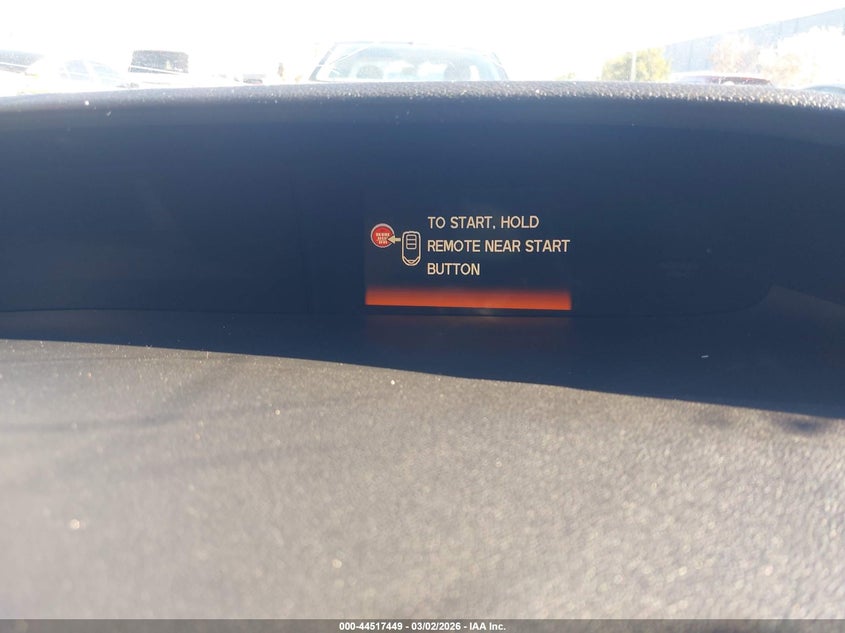 TO START, HOLD
REMOTE NEAR START
BUTTON
000-44517449 - 03/02/2026 - IAA Inc.